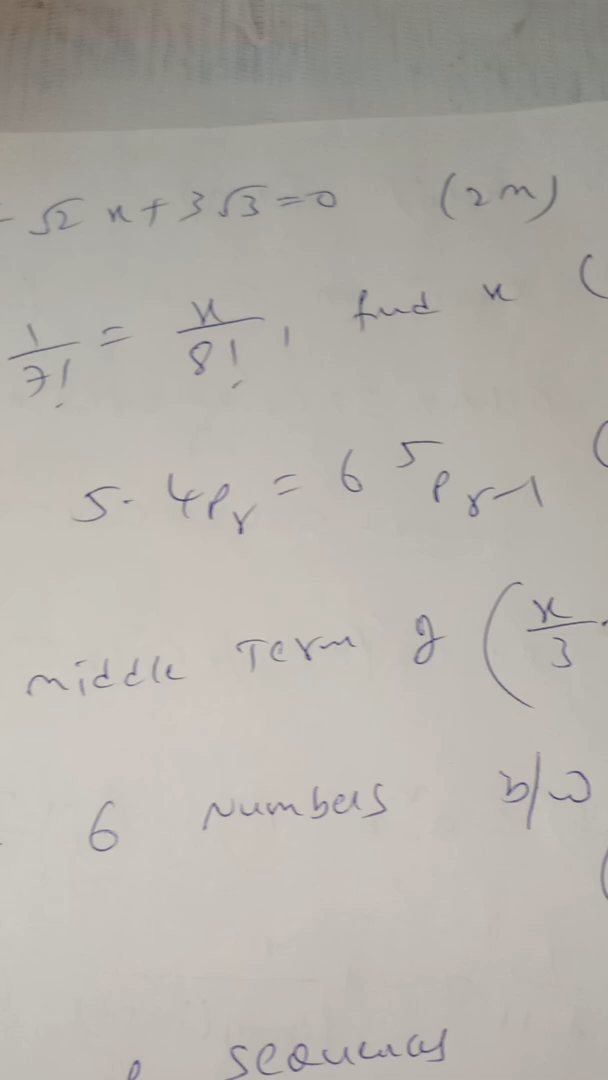 - √2 x + 3√3 = 0 (2m)
1/7! = x/8!, find x (
5. 4Pr = 6 ⁵Pr-1 (
middle Term of (x/3
6 Numbers b/w
(
sequences